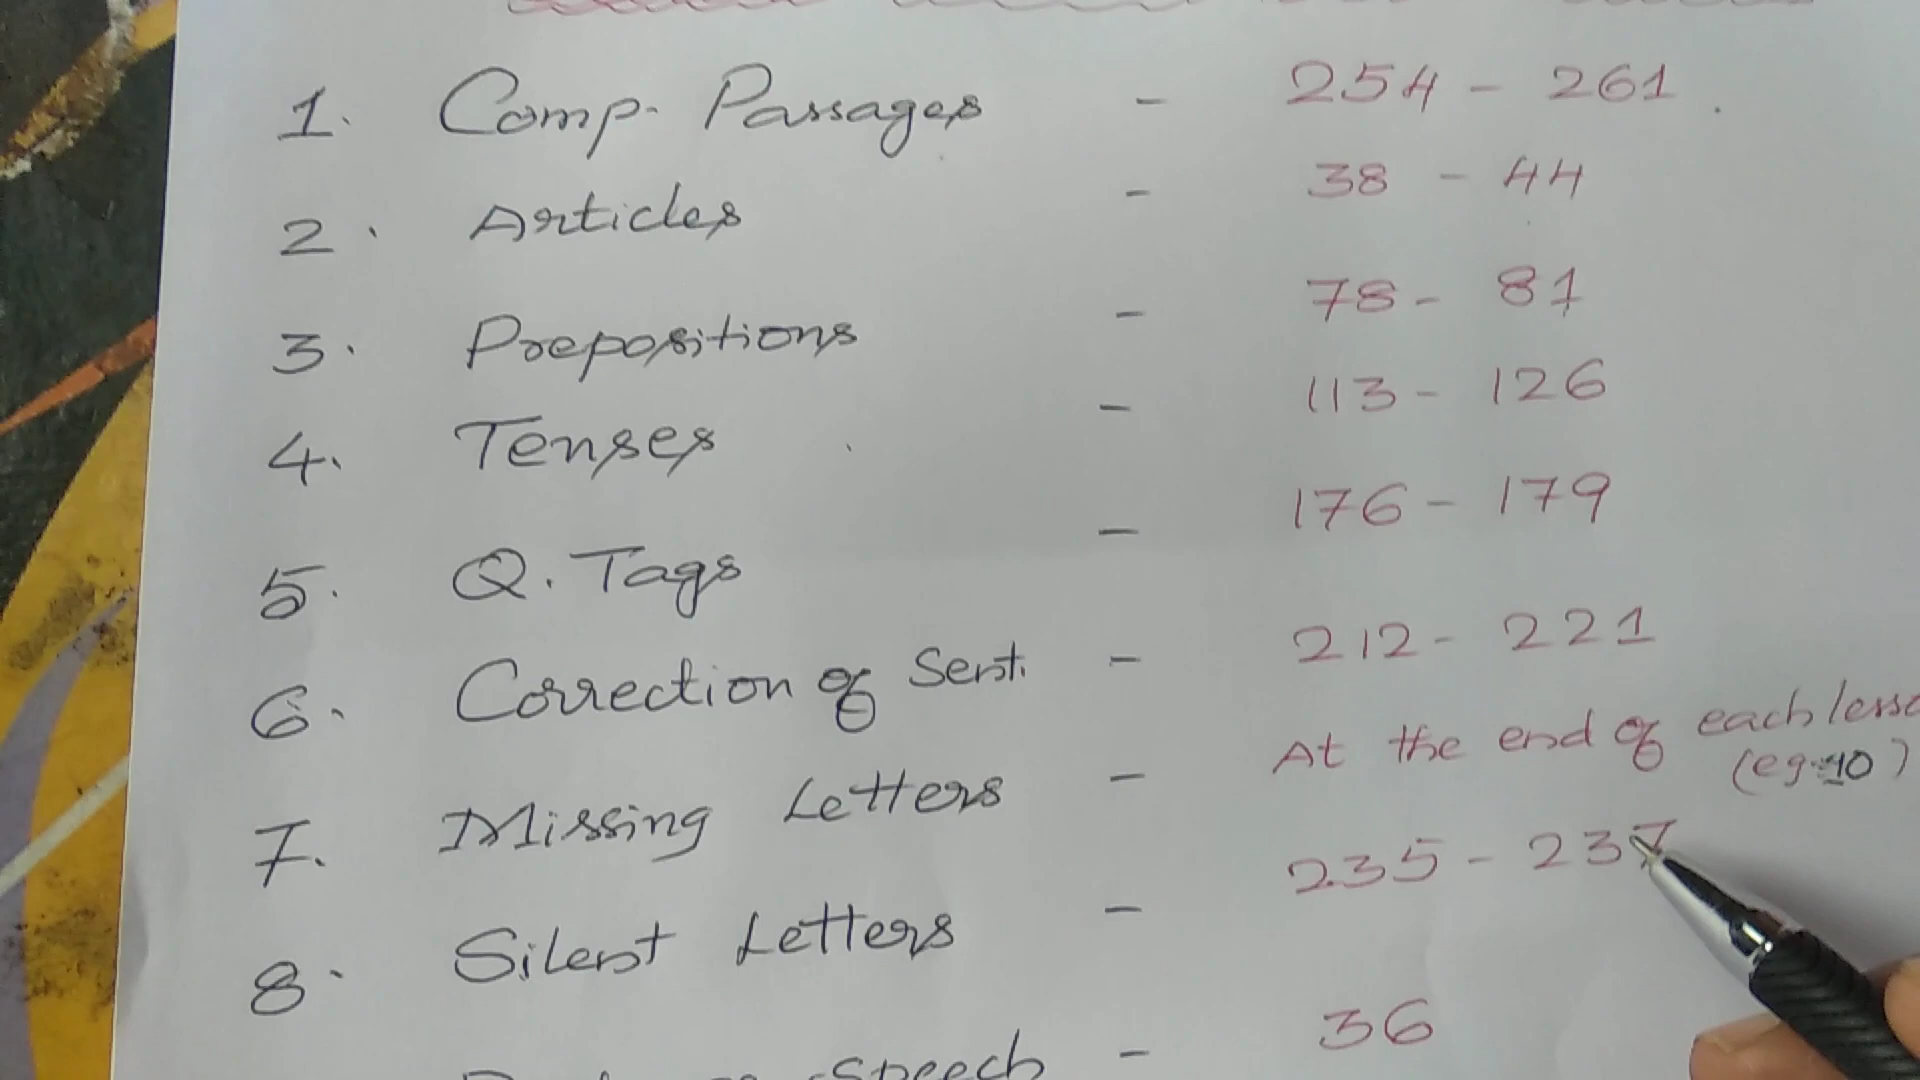 1. Comp. Passages - 254 - 261
2. Articles - 38 - 44
3. Prepositions - 78 - 81
4. Tenses - 113 - 126
5. Q. Tags - 176 - 179
6. Correction of Sent. - 212 - 221
7. Missing Letters - At the end of each
(eg. 10)
8. Silent Letters - 235 - 237
Speech - 36